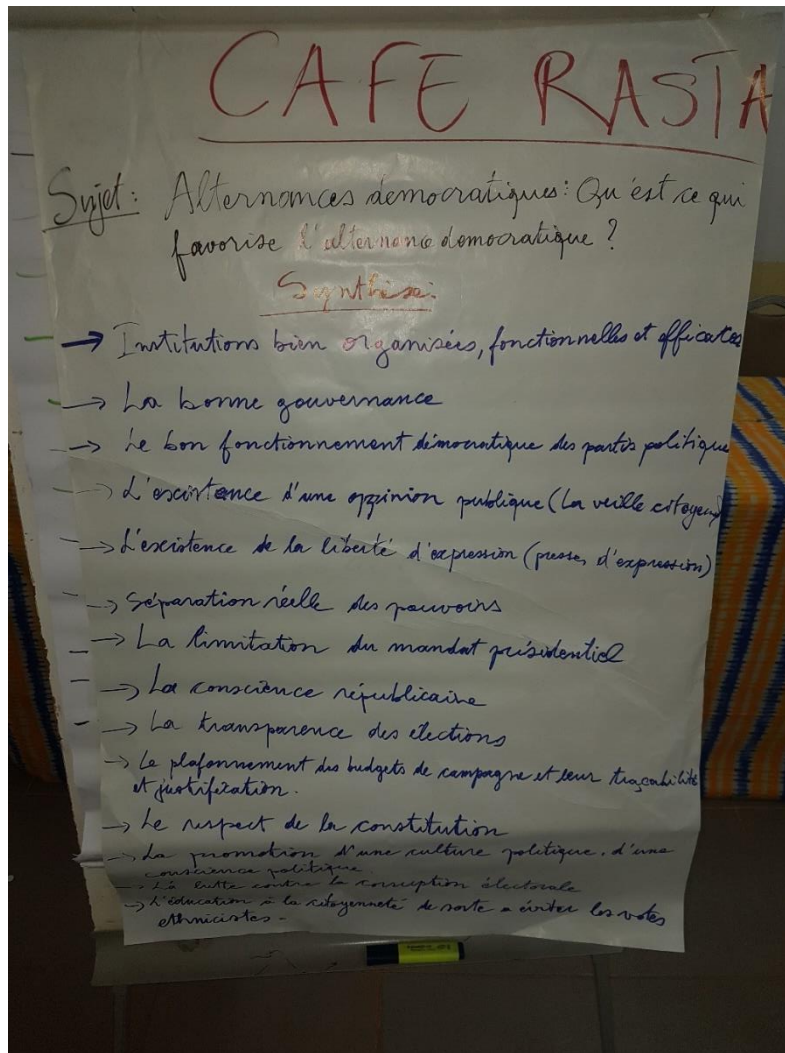 CAFE RASTA
Sujet : Alternances démocratiques : Qu'est ce qui
favorise l'alternance démocratique ?
Synthèse :
→ Institutions bien organisées, fonctionnelles et efficaces
→ La bonne gouvernance
→ Le bon fonctionnement démocratique des partis politique
→ L'existence d'une oppinion publique (La veille citoyenne)
→ L'existence de la liberté d'expression (presses d'expression)
→ Séparation réelle des pouvoirs
→ La limitation du mandat présidentiel
→ La conscience républicaine
→ La transparence des élections
→ Le plafonnement des budgets de campagne et leur traçabilité
et justification.
→ Le respect de la constitution
→ La promotion d'une culture politique. d'une
conscience politique
→ La lutte contre la corruption électorale
→ L'éducation à la citoyenneté de sorte a éviter les votes
ethnicistes -